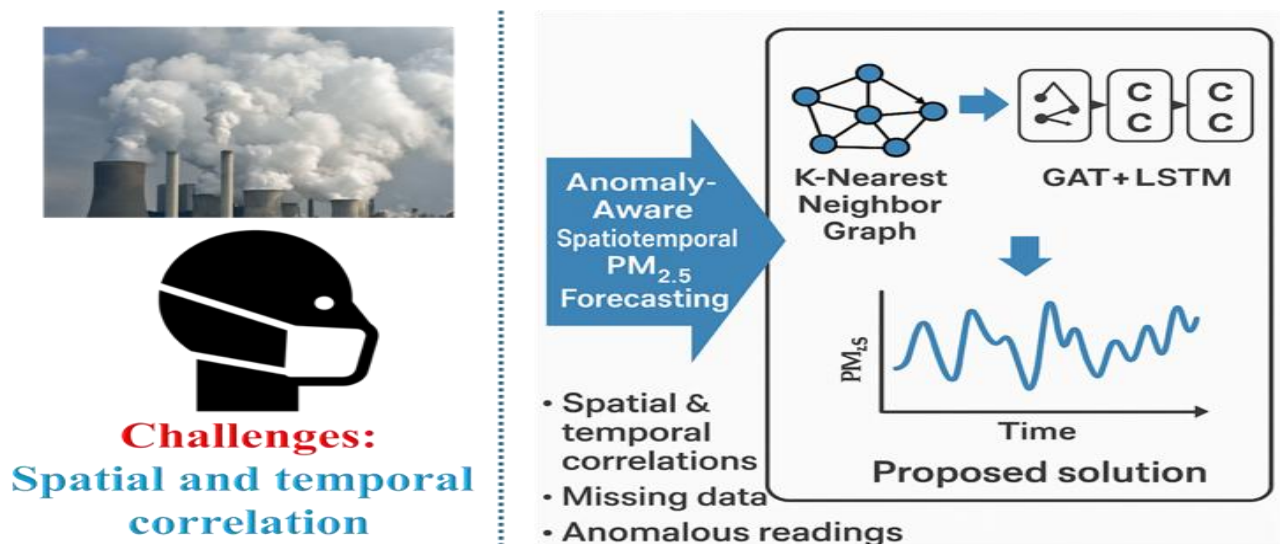 Challenges:
Spatial and temporal
correlation
Anomaly-
Aware
Spatiotemporal
PM2.5
Forecasting
• Spatial &
temporal
correlations
• Missing data
• Anomalous readings
K-Nearest
Neighbor
Graph
C
C
C
C
GAT+LSTM
PM2.5
Time
Proposed solution